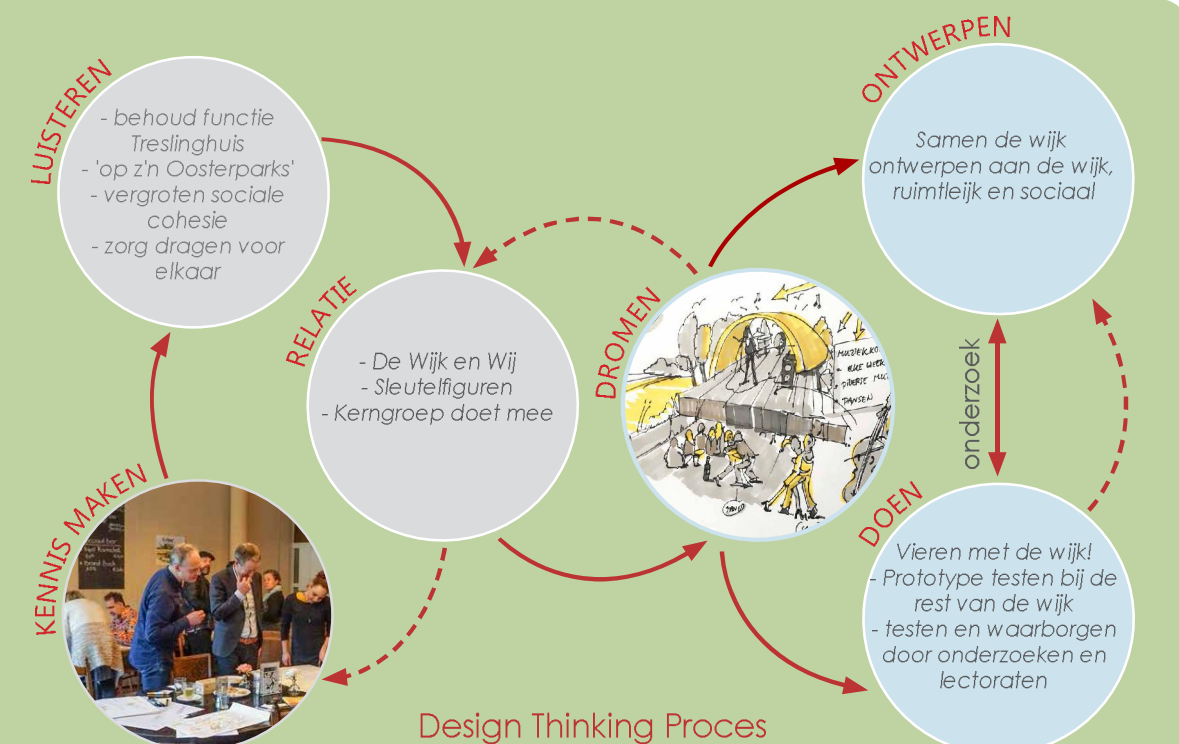 LUISTEREN
- behoud functie
Treslinghuis
- 'op z'n Oosterparks'
- vergroten sociale
cohesie
- zorg dragen voor
elkaar
RELATIE
- De Wijk en Wij
- Sleutelfiguren
- Kerngroep doet mee
KENNIS MAKEN
DROMEN
MUZIEKKO
DANSEN
ONTWERPEN
Samen de wijk
ontwerpen aan de wijk,
ruimtleijk en sociaal
onderzoek
DOEN
Vieren met de wijk!
- Prototype testen bij de
rest van de wijk
- testen en waarborgen
door onderzoeken en
lectoraten
Design Thinking Proces